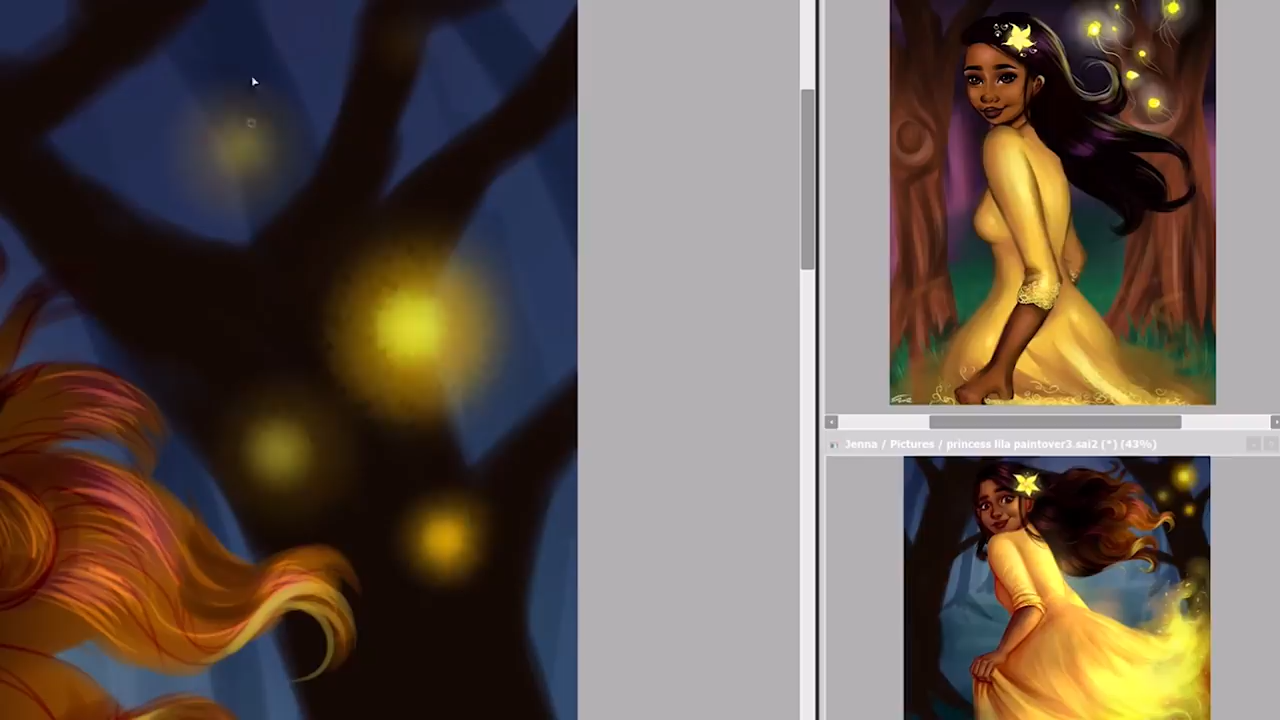 Jenna / Pictures / princess lila paintover3.sai2 (*) (43%)